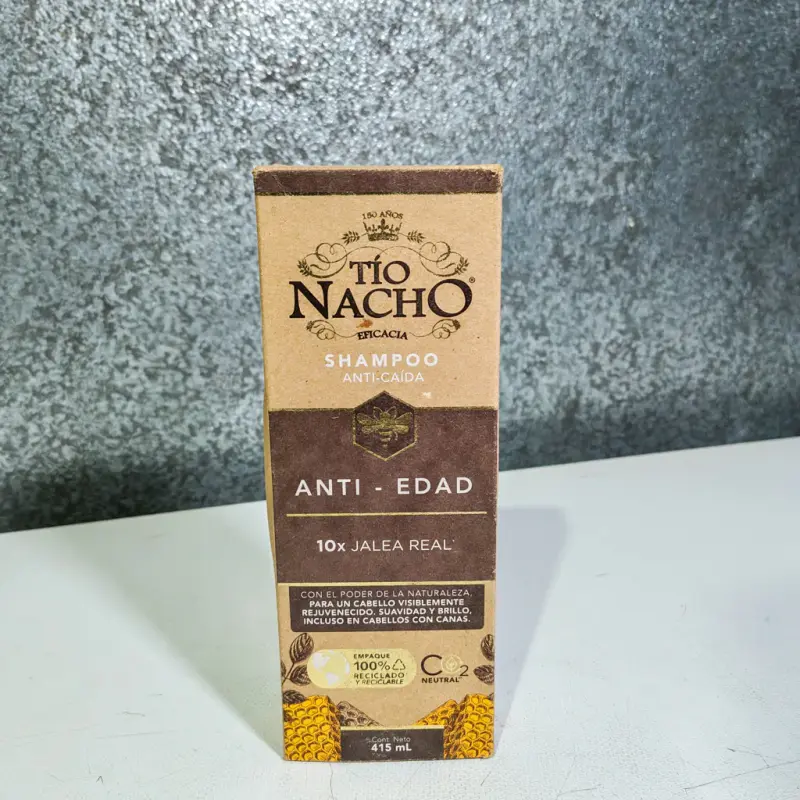 150 AÑOS
TÍO
NACHO®
EFICACIA
SHAMPOO
ANTI-CAÍDA
ANTI - EDAD
10x JALEA REAL*
CON EL PODER DE LA NATURALEZA,
PARA UN CABELLO VISIBLEMENTE
REJUVENECIDO. SUAVIDAD Y BRILLO,
INCLUSO EN CABELLOS CON CANAS.
EMPAQUE
100%
RECICLADO
Y RECICLABLE
CO2
NEUTRAL
Cont. Neto
415 mL